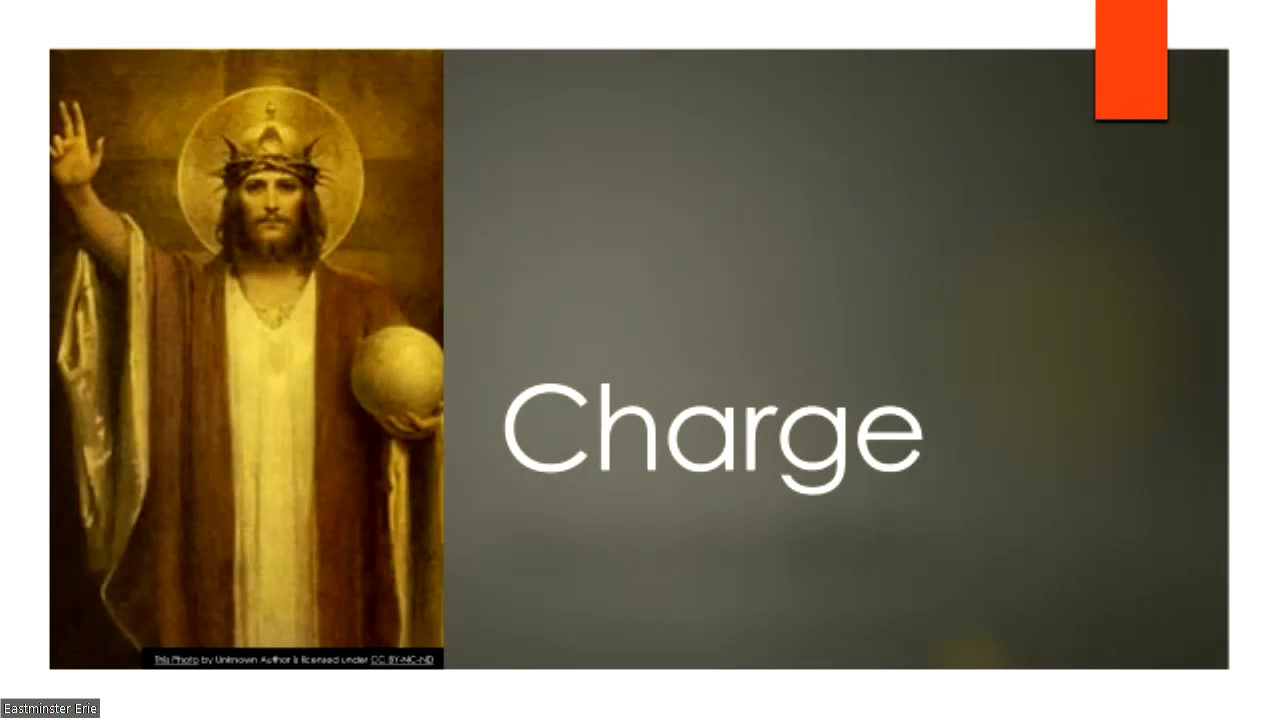 Charge
This Photo by Unknown Author is licensed under CC BY-NC-ND
Eastminster Erie